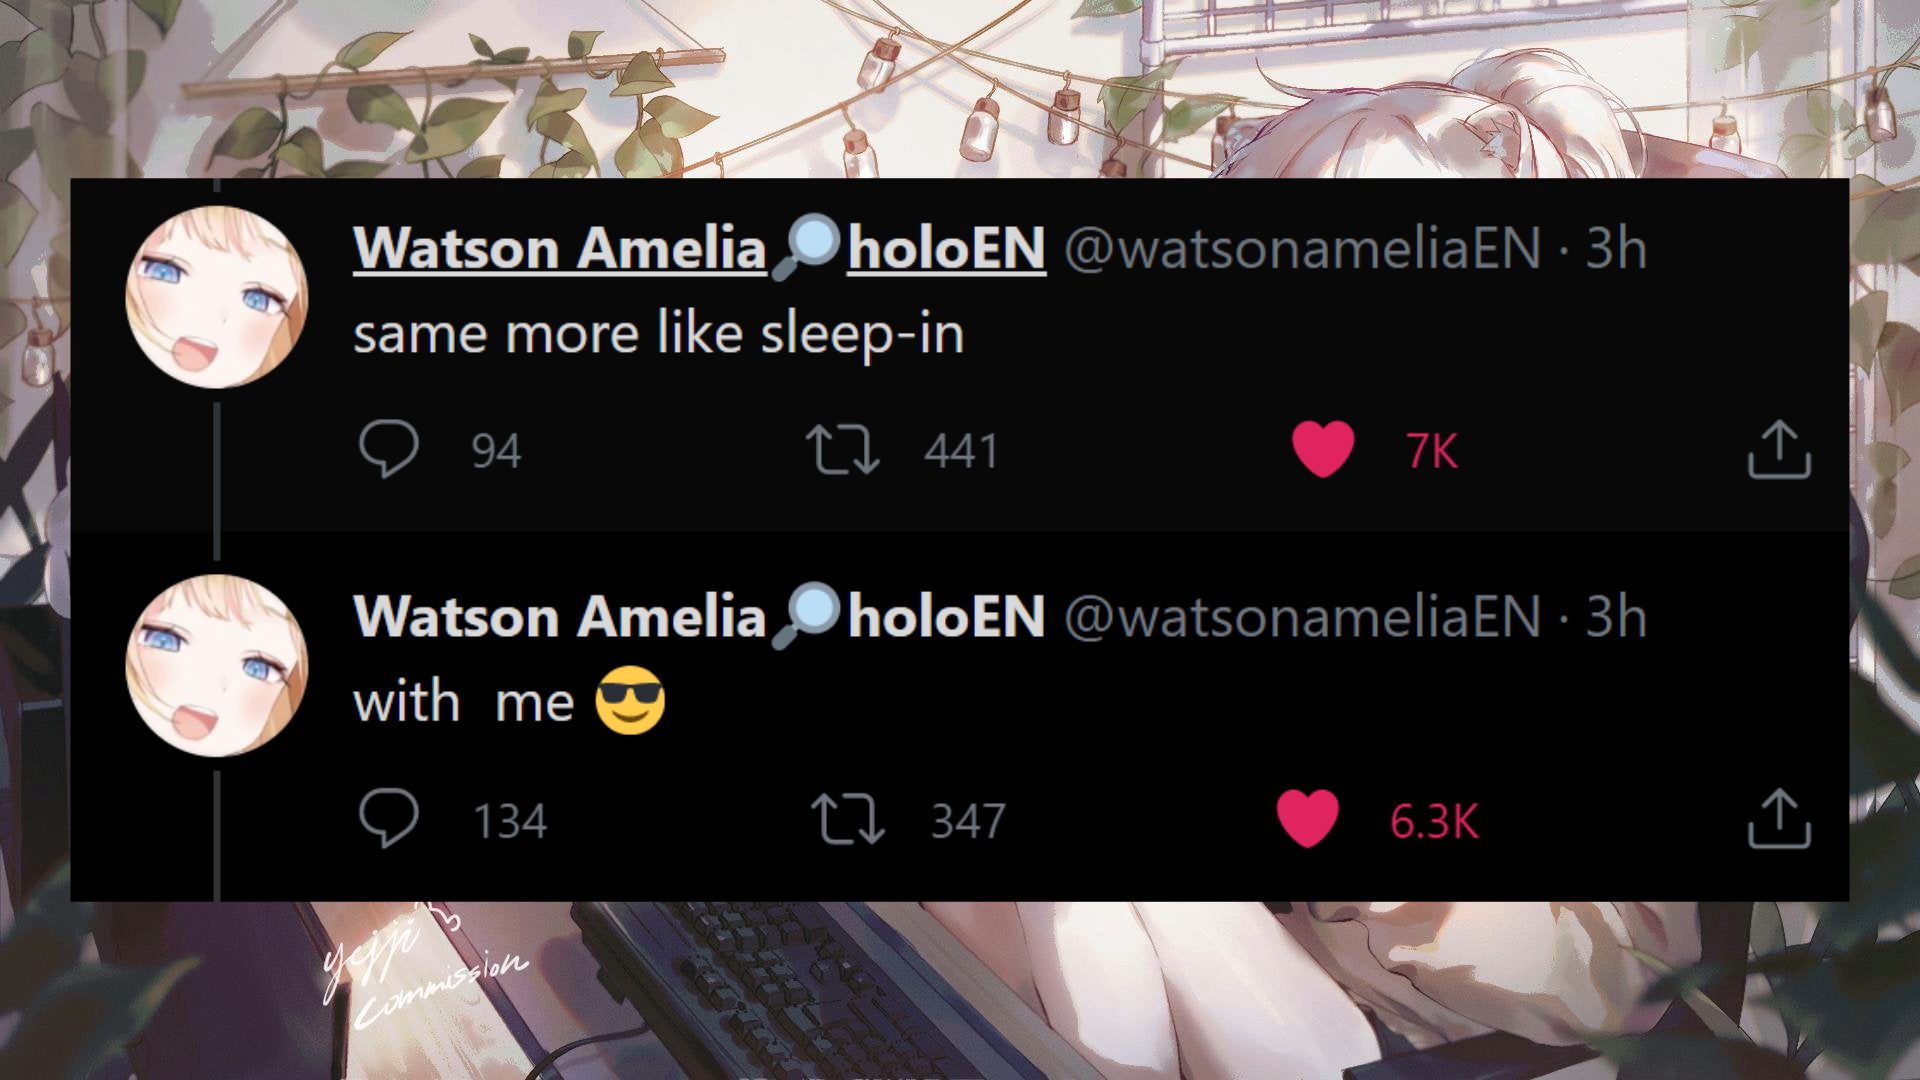 Watson Amelia🔎holoEN @watsonameliaEN · 3h
same more like sleep-in
94 441 7K
Watson Amelia🔎holoEN @watsonameliaEN · 3h
with me 😎
134 347 6.3K
yejji
commission